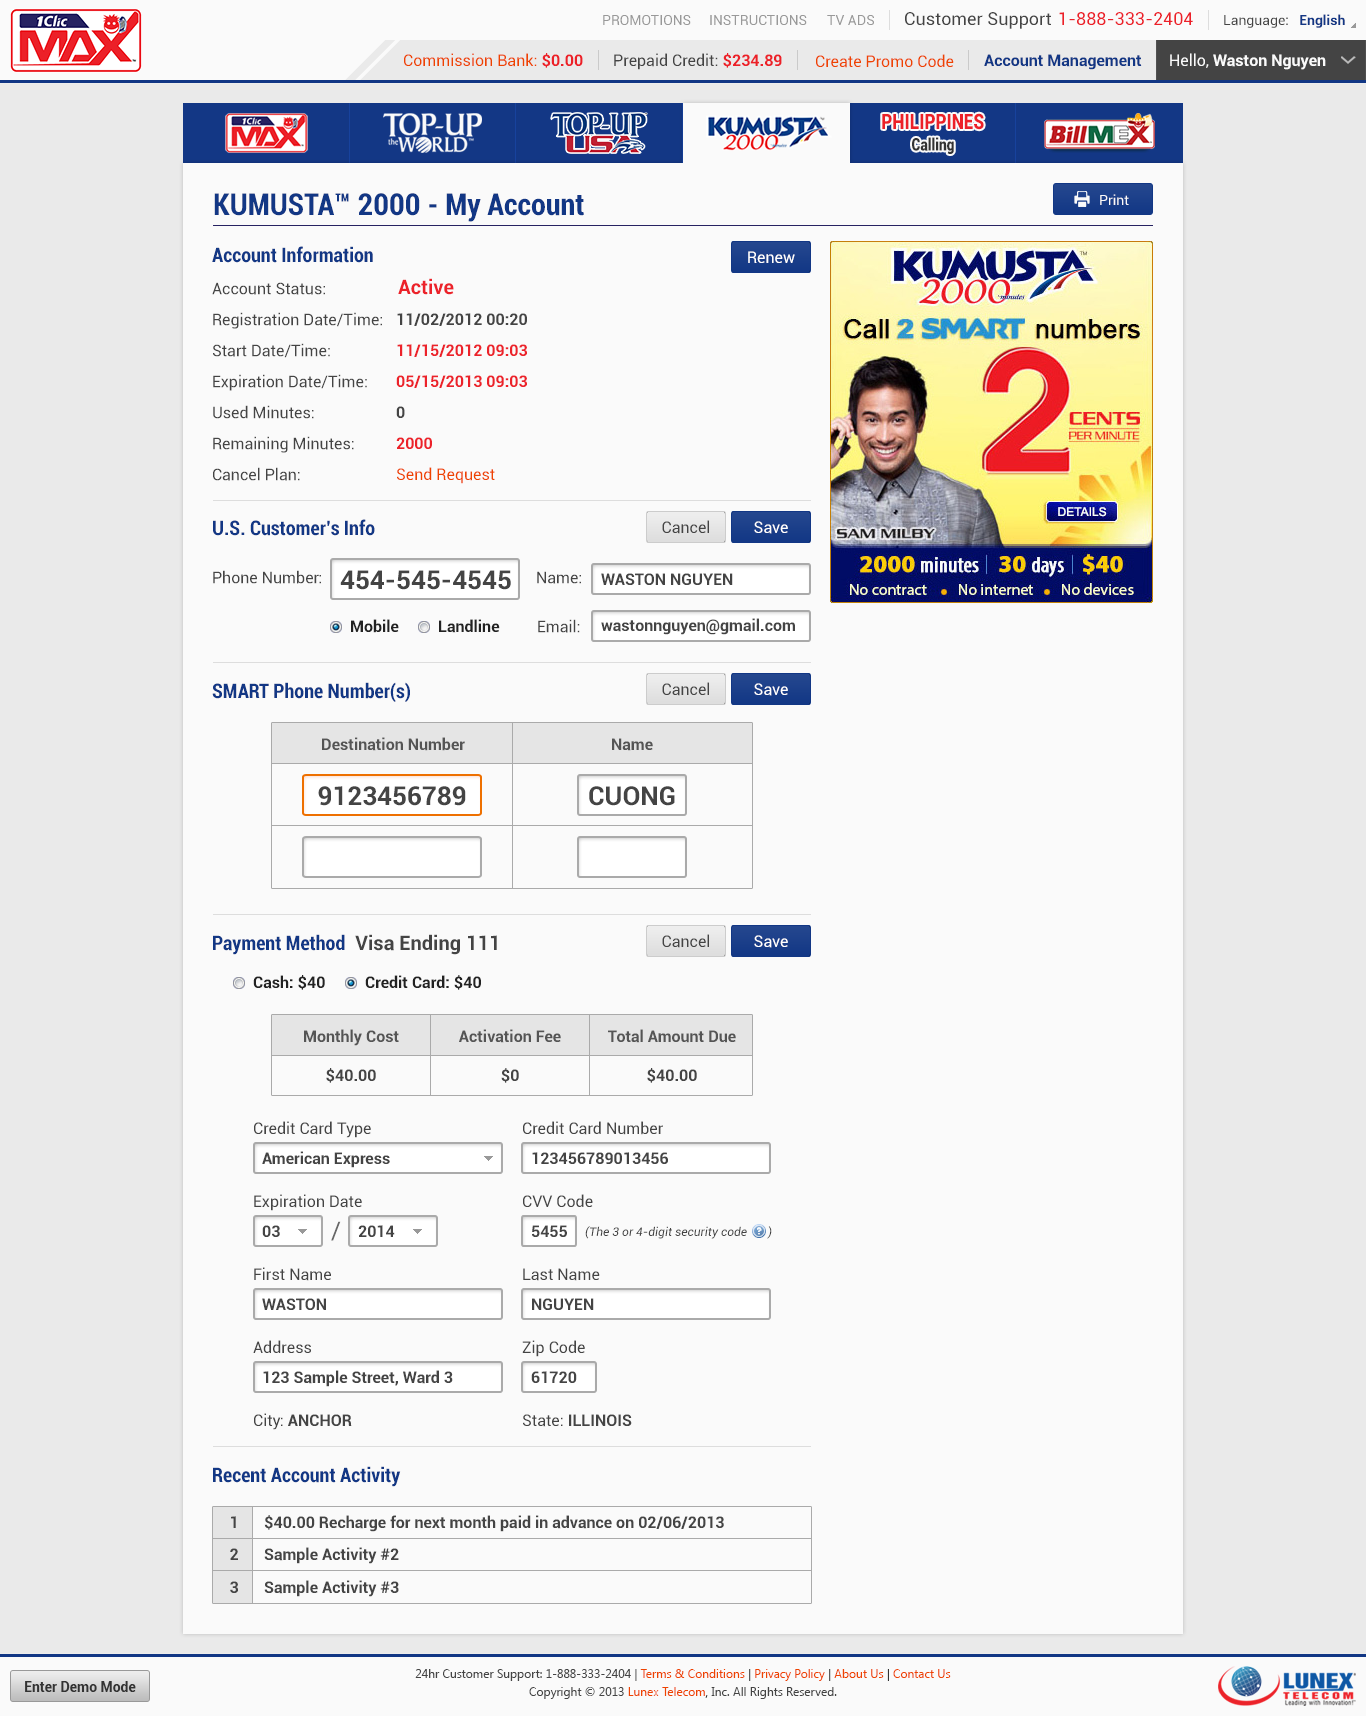 1Clic
MAX
PROMOTIONS INSTRUCTIONS TV ADS Customer Support 1-888-333-2404 Language: English
Commission Bank: $0.00 Prepaid Credit: $234.89 Create Promo Code Account Management Hello, Waston Nguyen
1Clic MAX TOP-UP the WORLD™ TOP-UP USA KUMUSTA 2000 PHILIPPINES Calling BillMEX
KUMUSTA™ 2000 - My Account Print
Account Information Renew
Account Status: Active
Registration Date/Time: 11/02/2012 00:20
Start Date/Time: 11/15/2012 09:03
Expiration Date/Time: 05/15/2013 09:03
Used Minutes: 0
Remaining Minutes: 2000
Cancel Plan: Send Request
KUMUSTA™
2000 minutes
Call 2 SMART numbers
2 CENTS
PER MINUTE
DETAILS
SAM MILBY
2000 minutes 30 days $40
No contract • No internet • No devices
U.S. Customer's Info Cancel Save
Phone Number: 454-545-4545 Name: WASTON NGUYEN
Mobile Landline Email: wastonnguyen@gmail.com
SMART Phone Number(s) Cancel Save
Destination Number Name
9123456789 CUONG
Payment Method Visa Ending 111 Cancel Save
Cash: $40 Credit Card: $40
Monthly Cost Activation Fee Total Amount Due
$40.00 $0 $40.00
Credit Card Type Credit Card Number
American Express 123456789013456
Expiration Date CVV Code
03 / 2014 5455 (The 3 or 4-digit security code ?)
First Name Last Name
WASTON NGUYEN
Address Zip Code
123 Sample Street, Ward 3 61720
City: ANCHOR State: ILLINOIS
Recent Account Activity
1 $40.00 Recharge for next month paid in advance on 02/06/2013
2 Sample Activity #2
3 Sample Activity #3
Enter Demo Mode
24hr Customer Support: 1-888-333-2404 | Terms & Conditions | Privacy Policy | About Us | Contact Us
Copyright © 2013 Lunex Telecom, Inc. All Rights Reserved.
LUNEX
TELECOM
Leading with Innovation!